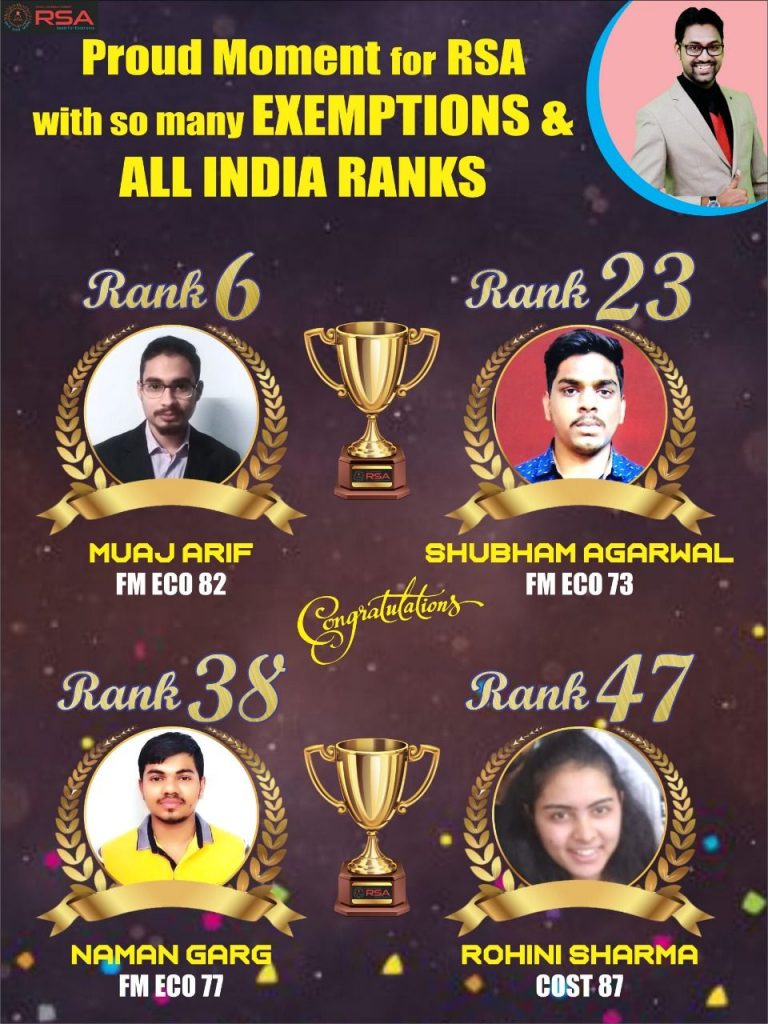 RSA
Proud Moment for RSA
with so many EXEMPTIONS &
ALL INDIA RANKS
Rank 6
Rank 23
RSA
MUAJ ARIF
SHUBHAM AGARWAL
FM ECO 82
FM ECO 73
Congratulations
Rank 38
Rank 47
RSA
NAMAN GARG
ROHINI SHARMA
FM ECO 77
COST 87